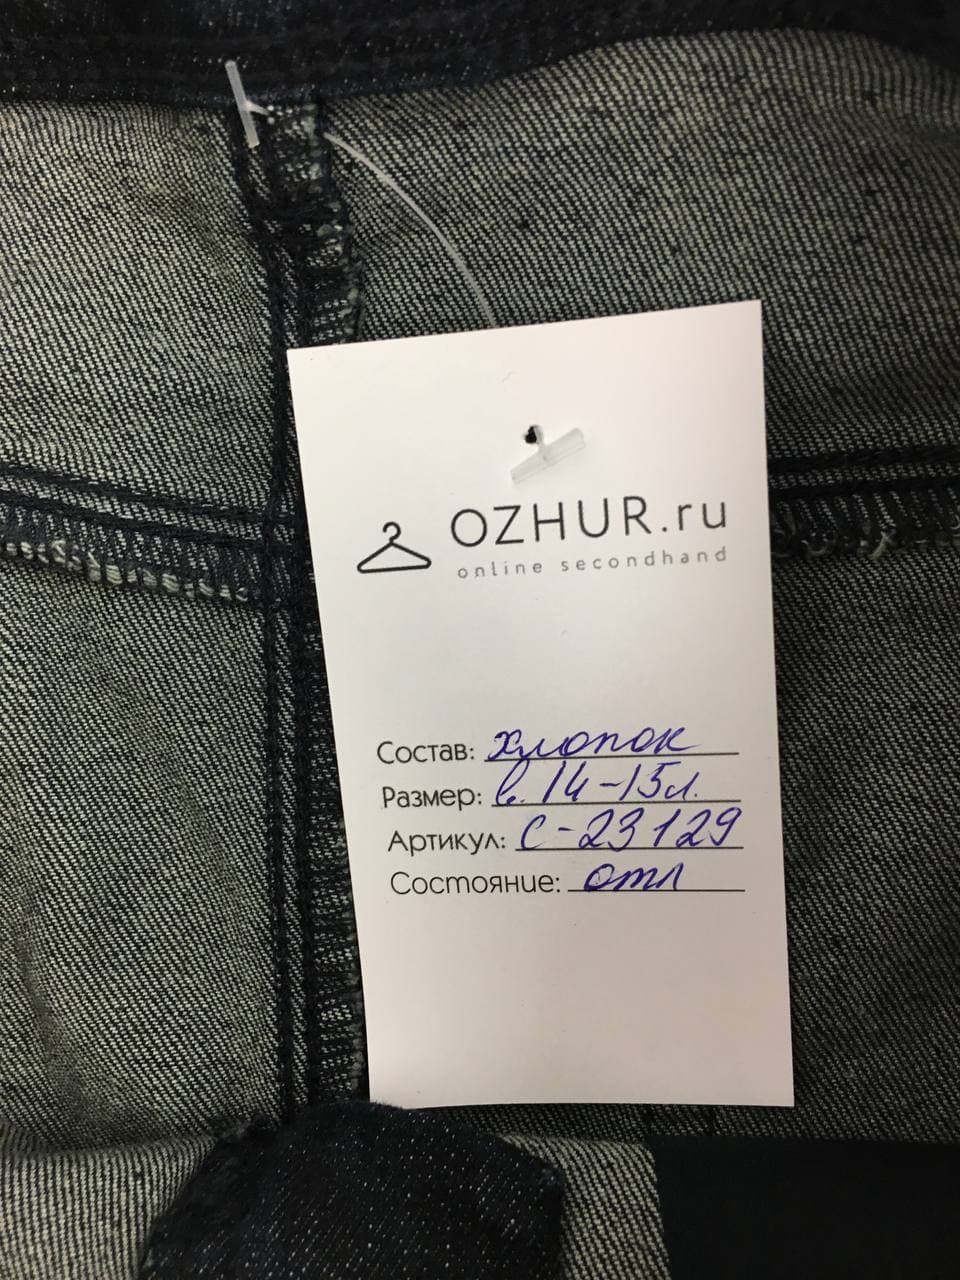 OZHUR.ru
online secondhand
Состав: хлопок
Размер: в. 14-15л.
Артикул: С-23129
Состояние: отл